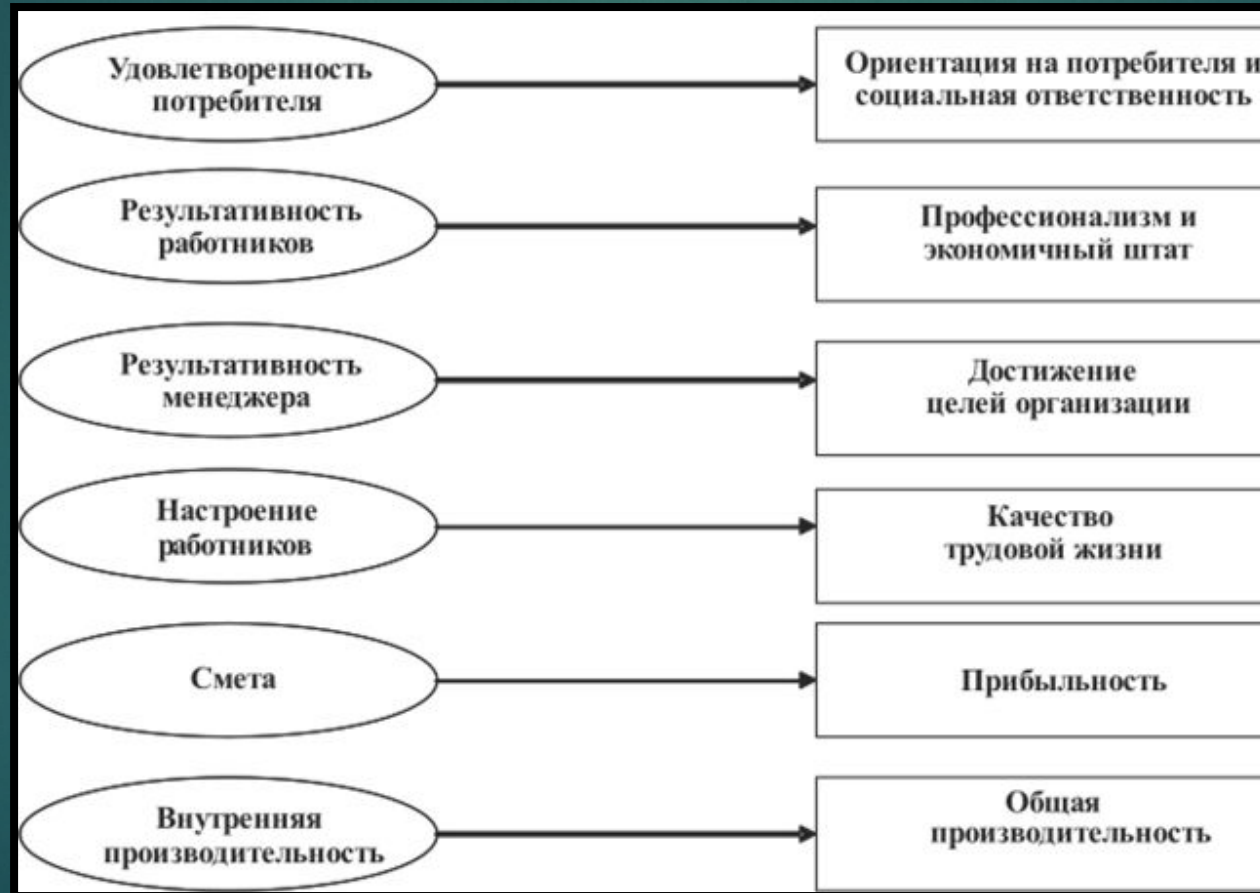 Удовлетворенность
потребителя
Ориентация на потребителя и
социальная ответственность
Результативность
работников
Профессионализм и
экономичный штат
Результативность
менеджера
Достижение
целей организации
Настроение
работников
Качество
трудовой жизни
Смета
Прибыльность
Внутренняя
производительность
Общая
производительность